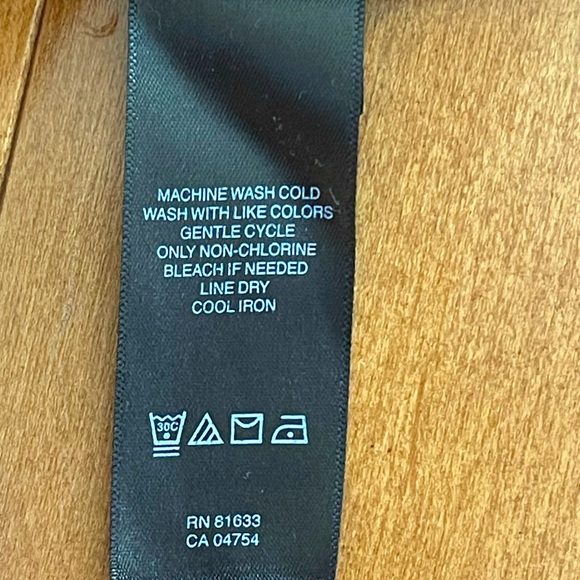 MACHINE WASH COLD
WASH WITH LIKE COLORS
GENTLE CYCLE
ONLY NON-CHLORINE
BLEACH IF NEEDED
LINE DRY
COOL IRON
30C
RN 81633
CA 04754